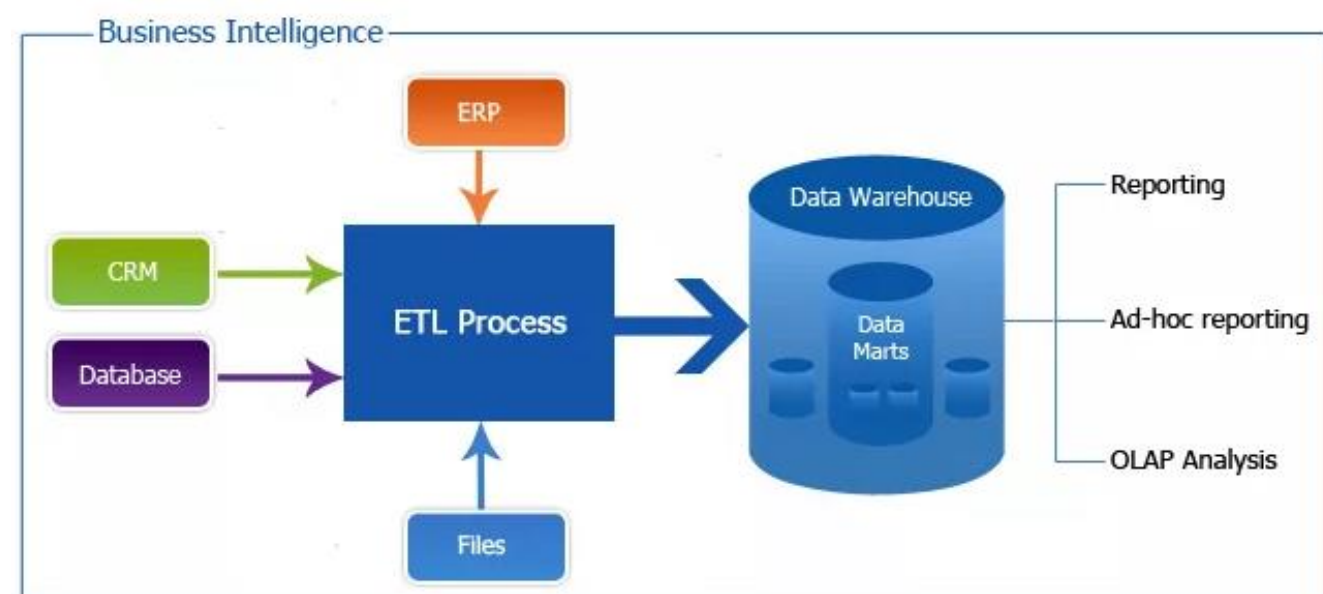 Business Intelligence
ERP
CRM
Database
ETL Process
Files
Data Warehouse
Data
Marts
Reporting
Ad-hoc reporting
OLAP Analysis